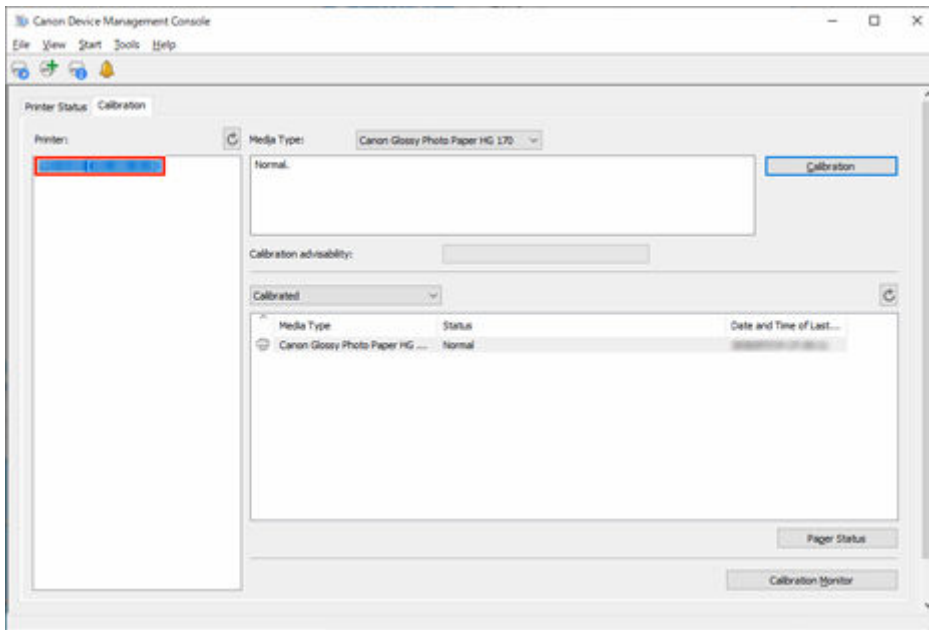 Canon Device Management Console
File View Start Tools Help
Printer Status Calibration
Printer:
Media Type: Canon Glossy Photo Paper HG 170
Normal.
Calibration
Calibration advisability:
Calibrated
Media Type Status Date and Time of Last...
Canon Glossy Photo Paper HG .... Normal
Paper Status
Calibration Monitor